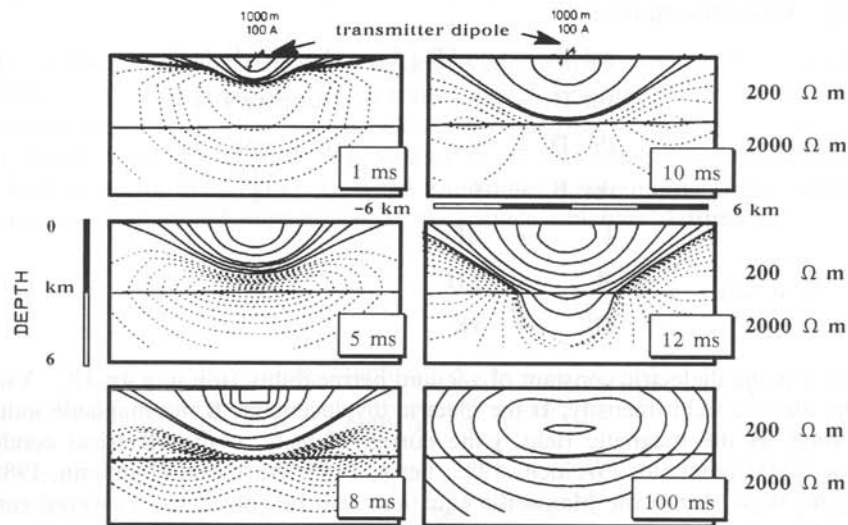 1000 m
100 A
transmitter dipole
1000 m
100 A
200 Ω m
2000 Ω m
1 ms
10 ms
-6 km
6 km
0
DEPTH
km
6
200 Ω m
2000 Ω m
5 ms
12 ms
200 Ω m
2000 Ω m
8 ms
100 ms